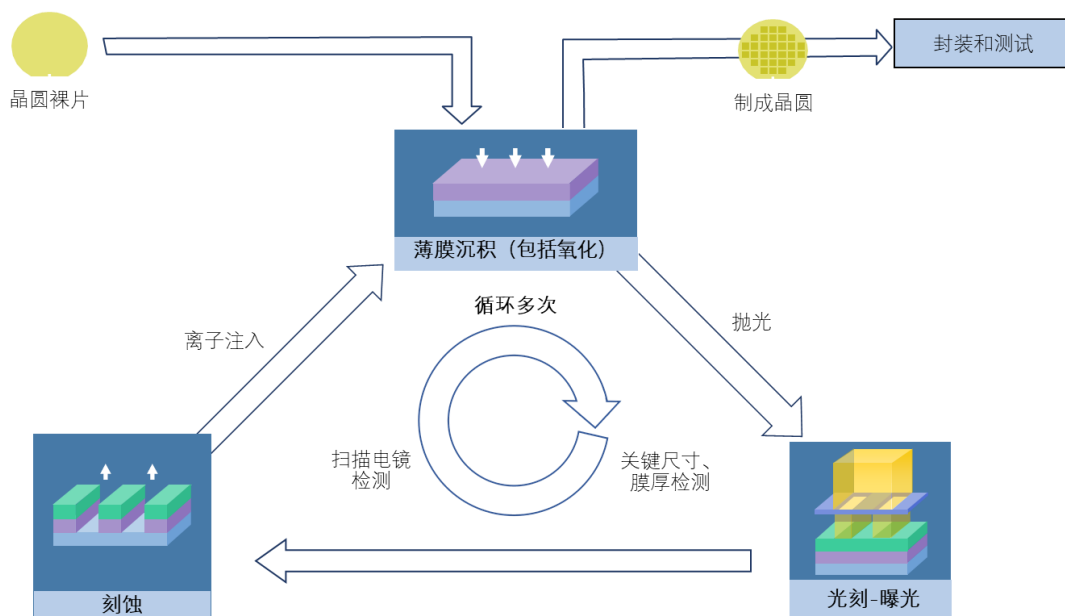 晶圆裸片
制成晶圆
封装和测试
薄膜沉积（包括氧化）
循环多次
离子注入
抛光
扫描电镜
检测
关键尺寸、
膜厚检测
刻蚀
光刻-曝光